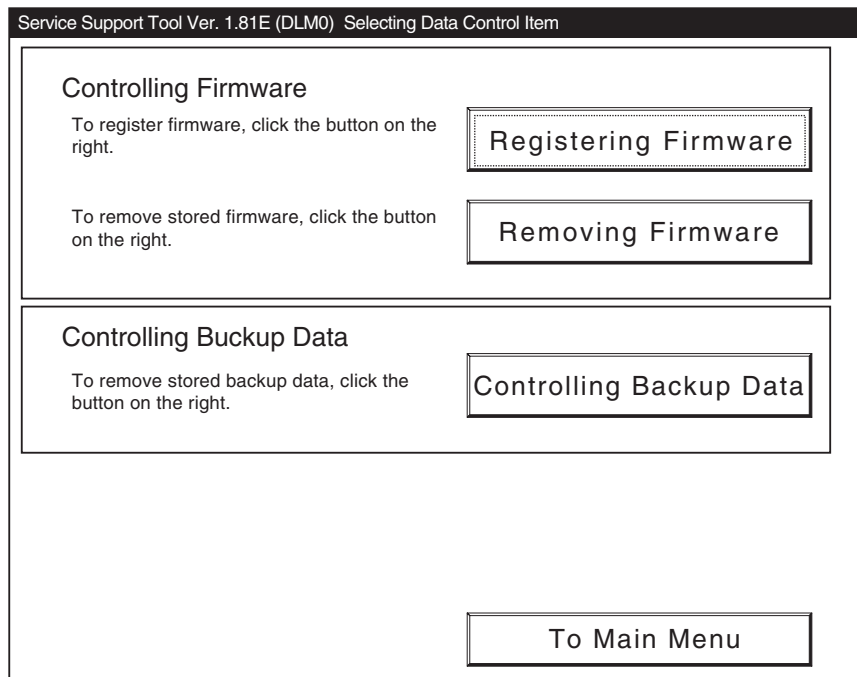 Service Support Tool Ver. 1.81E (DLM0) Selecting Data Control Item
Controlling Firmware
To register firmware, click the button on the
right.
Registering Firmware
To remove stored firmware, click the button
on the right.
Removing Firmware
Controlling Buckup Data
To remove stored backup data, click the
button on the right.
Controlling Backup Data
To Main Menu